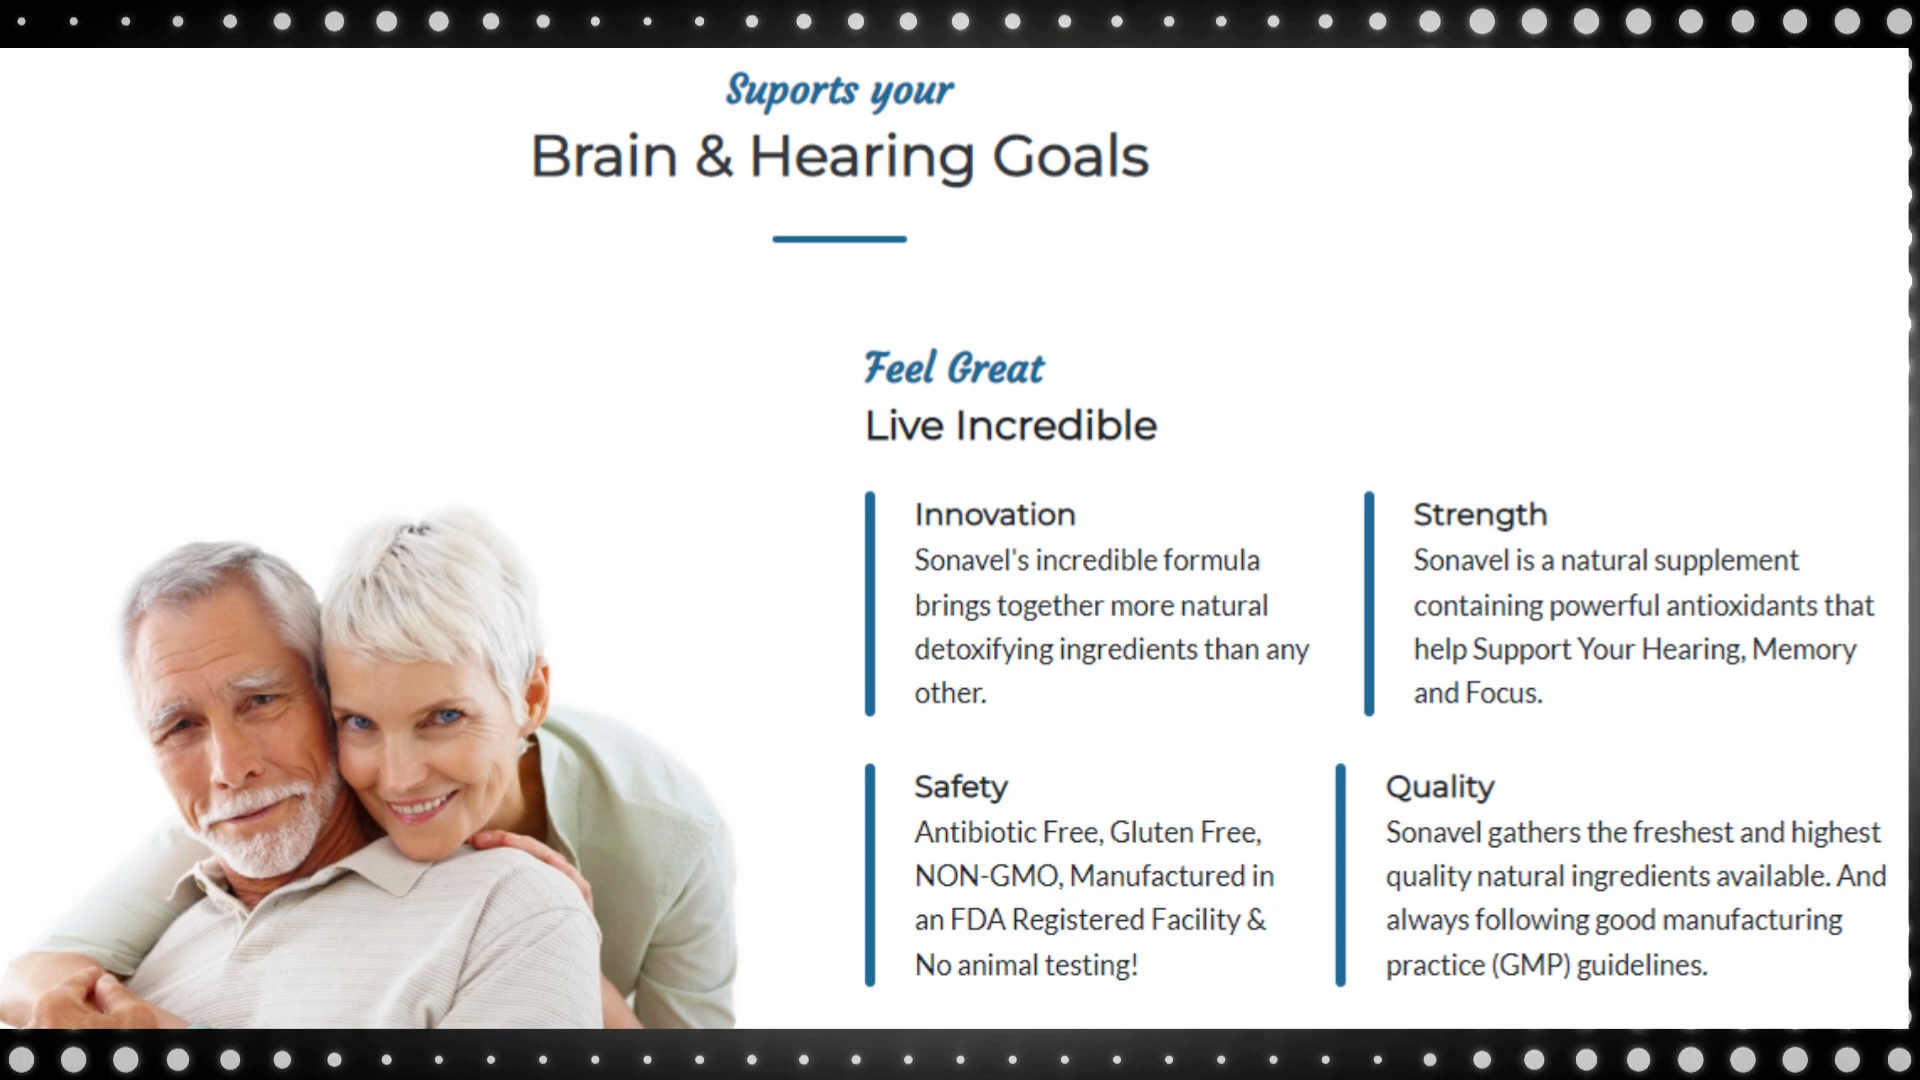 Suports your
Brain & Hearing Goals
Feel Great
Live Incredible
Innovation
Sonavel's incredible formula
brings together more natural
detoxifying ingredients than any
other.
Strength
Sonavel is a natural supplement
containing powerful antioxidants that
help Support Your Hearing, Memory
and Focus.
Safety
Antibiotic Free, Gluten Free,
NON-GMO, Manufactured in
an FDA Registered Facility &
No animal testing!
Quality
Sonavel gathers the freshest and highest
quality natural ingredients available. And
always following good manufacturing
practice (GMP) guidelines.